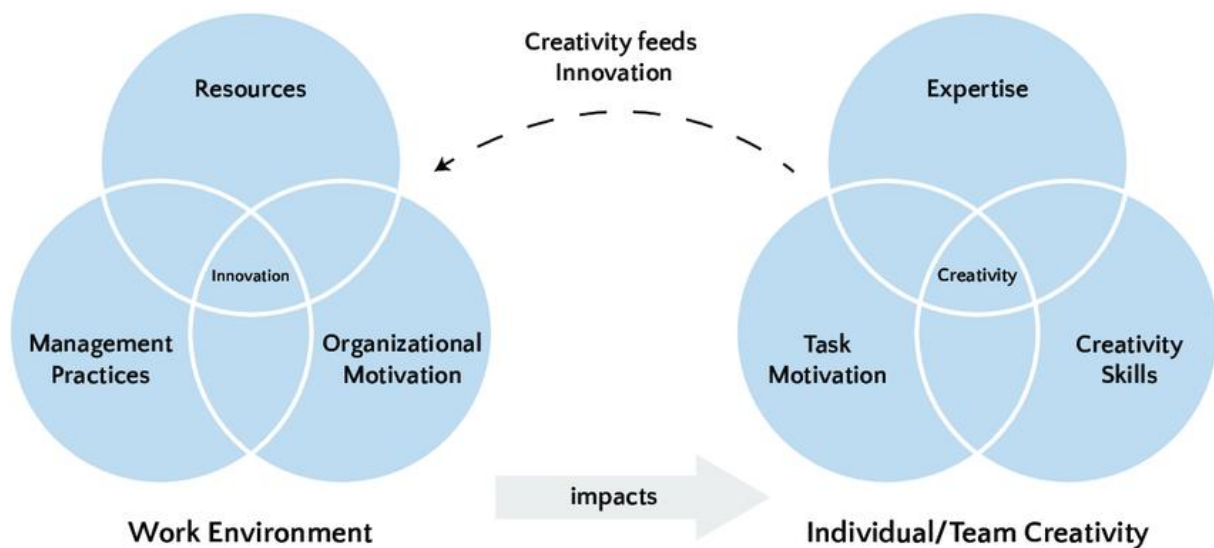 Creativity feeds
Innovation
Resources
Innovation
Management
Practices
Organizational
Motivation
Work Environment
impacts
Expertise
Creativity
Task
Motivation
Creativity
Skills
Individual/Team Creativity